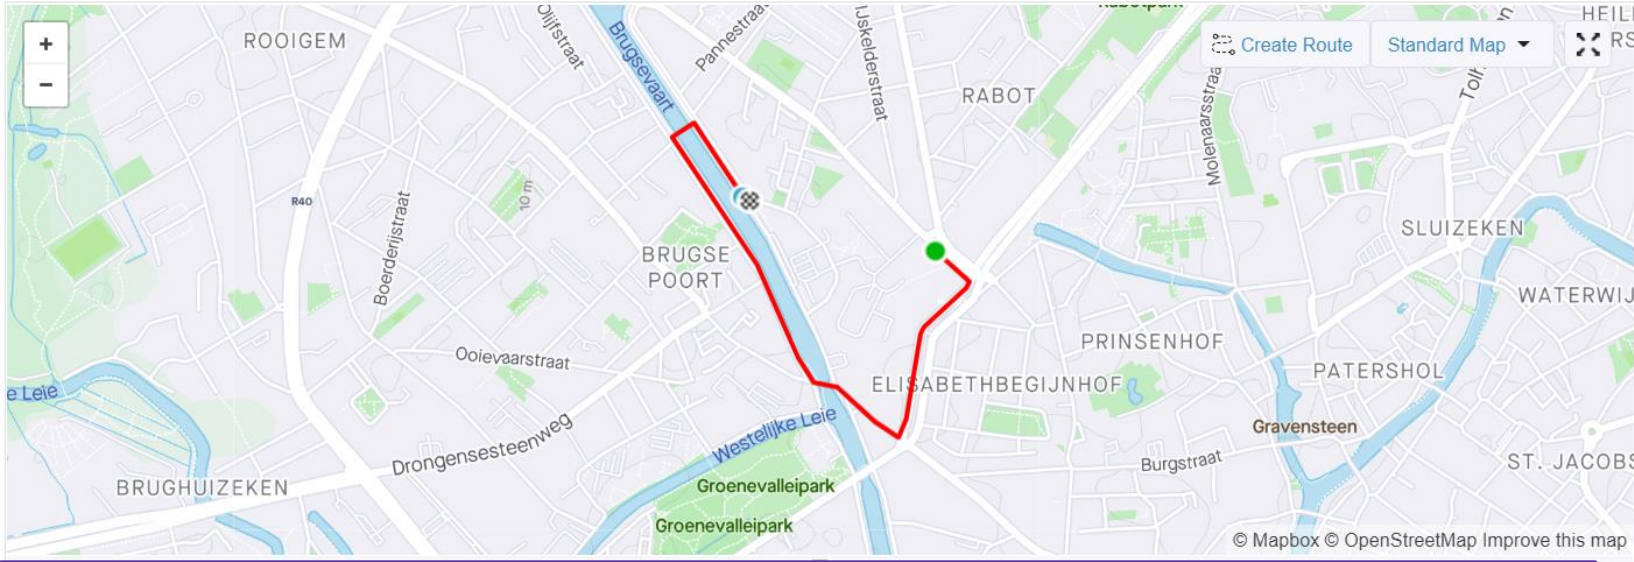 +
−
Create Route
Standard Map
ROOIGEM
Olijfstraat
Brugsevaart
Pannestraat
IJskelderstraat
RABOT
Molenaarsstraat
R40
Boerderijstraat
10 m
BRUGSE
POORT
SLUIZEKEN
WATERWIJ
PRINSENHOF
Ooievaarstraat
ELISABETHBEGIJNHOF
PATERSHOL
e Leie
Gravensteen
Drongensesteenweg
Westelijke Leie
Burgstraat
ST. JACOBS
BRUGHUIZEKEN
Groenevalleipark
Groenevalleipark
© Mapbox © OpenStreetMap Improve this map